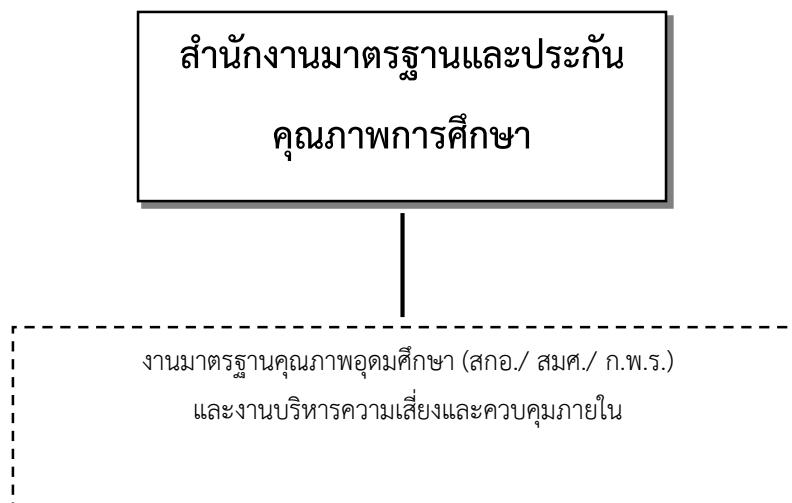 สำนักงานมาตรฐานและประกัน
คุณภาพการศึกษา
งานมาตรฐานคุณภาพอุดมศึกษา (สกอ./ สมศ./ ก.พ.ร.)
และงานบริหารความเสี่ยงและควบคุมภายใน